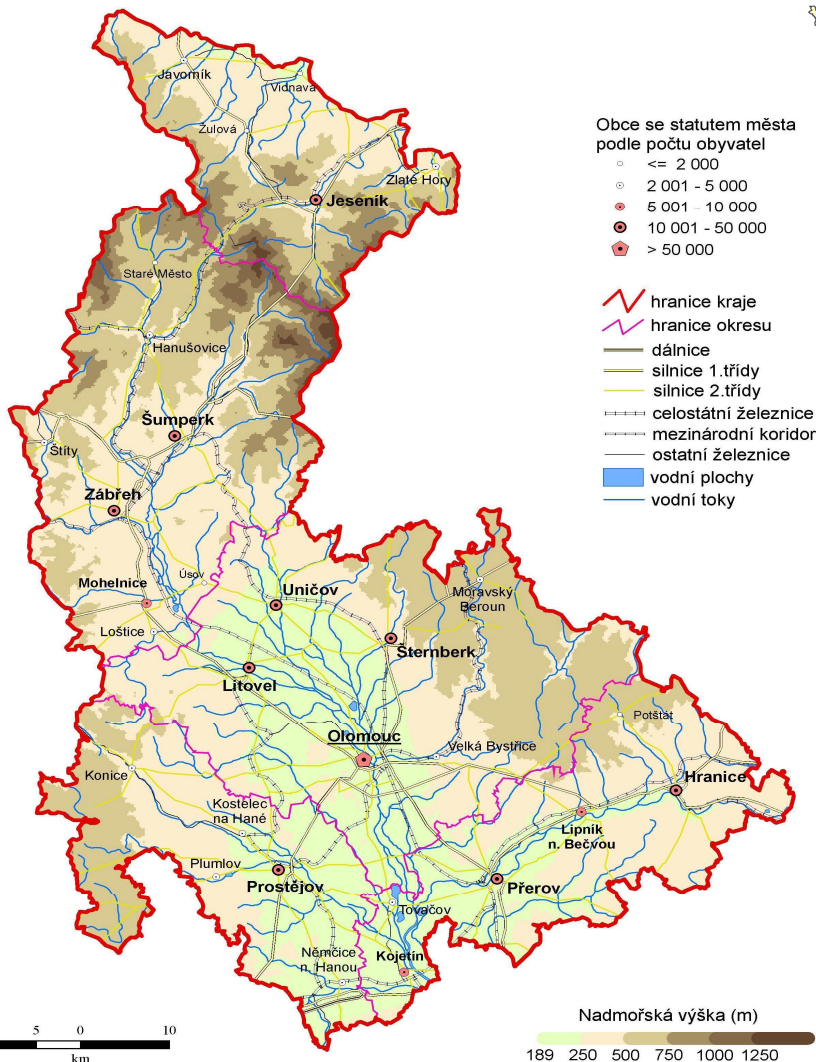 Javorník
Vidnava
Žulová
Zlaté Hory
Jeseník
Staré Město
Hanušovice
Šumperk
Štíty
Zábřeh
Mohelnice
Úsov
Uničov
Moravský
Beroun
Loštice
Šternberk
Litovel
Potštát
Olomouc
Velká Bystřice
Konice
Hranice
Kostelec
na Hané
Lipník
n. Bečvou
Plumlov
Prostějov
Přerov
Tovačov
Němčice
n. Hanou
Kojetín
Obce se statutem města
podle počtu obyvatel
<= 2 000
2 001 - 5 000
5 001 - 10 000
10 001 - 50 000
> 50 000
hranice kraje
hranice okresu
dálnice
silnice 1.třídy
silnice 2.třídy
celostátní železnice
mezinárodní koridor
ostatní železnice
vodní plochy
vodní toky
5 0 10
km
Nadmořská výška (m)
189 250 500 750 1000 1250